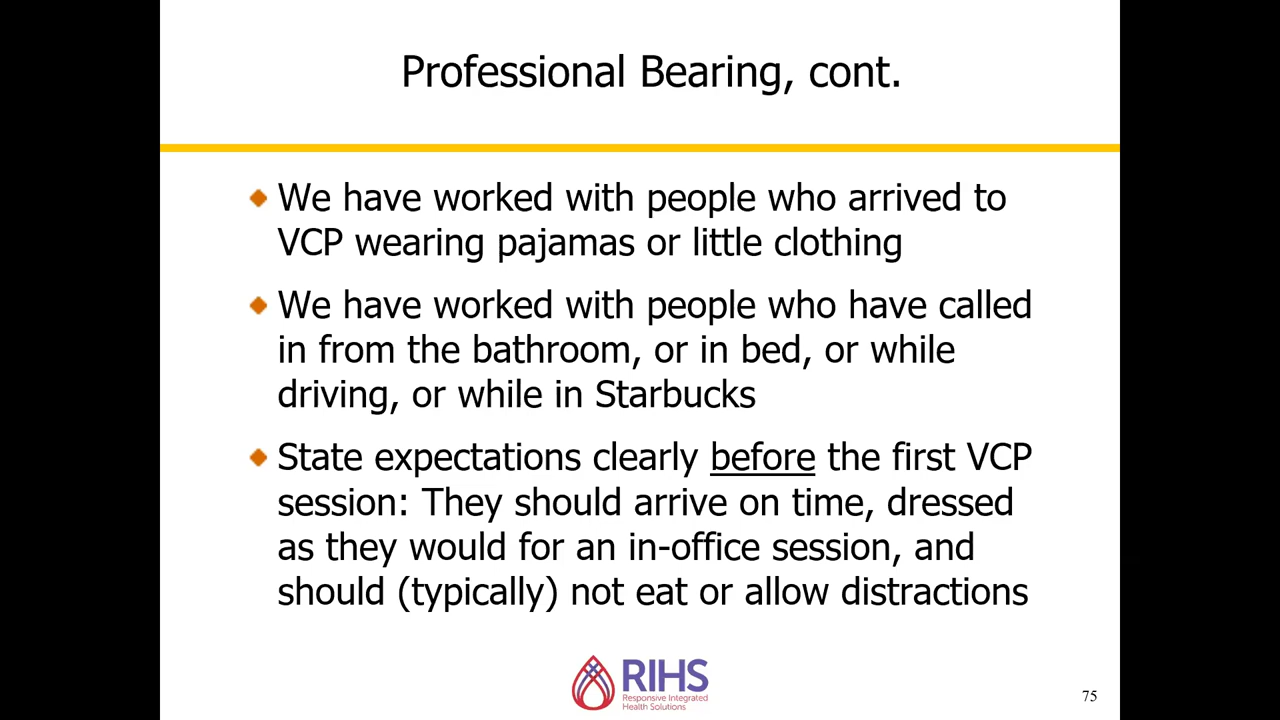 Professional Bearing, cont.
We have worked with people who arrived to
VCP wearing pajamas or little clothing
We have worked with people who have called
in from the bathroom, or in bed, or while
driving, or while in Starbucks
State expectations clearly before the first VCP
session: They should arrive on time, dressed
as they would for an in-office session, and
should (typically) not eat or allow distractions
RIHS
Responsive Integrated
Health Solutions
75